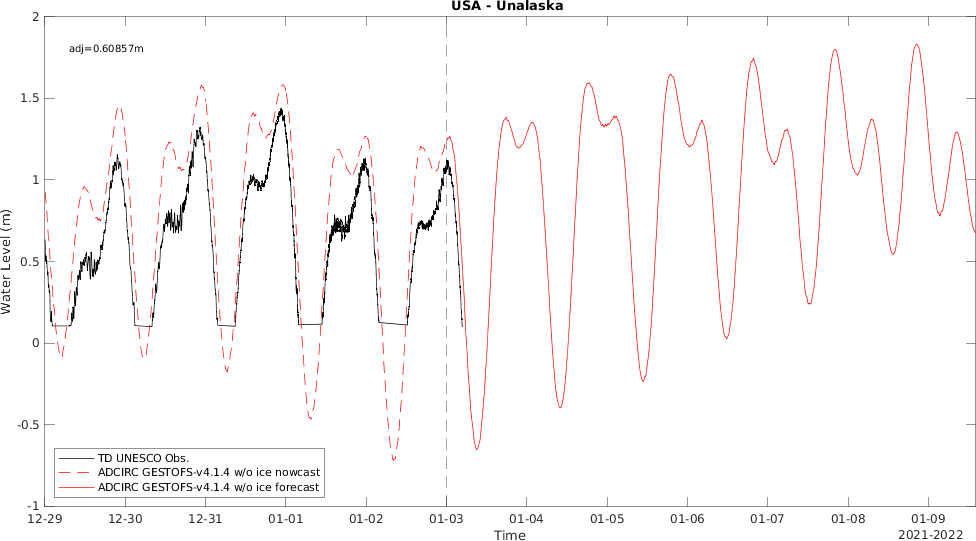 USA - Unalaska
adj=0.60857m
Water Level (m)
2
1.5
1
0.5
0
-0.5
-1
TD UNESCO Obs.
ADCIRC GESTOFS-v4.1.4 w/o ice nowcast
ADCIRC GESTOFS-v4.1.4 w/o ice forecast
12-29 12-30 12-31 01-01 01-02 01-03 01-04 01-05 01-06 01-07 01-08 01-09
Time
2021-2022